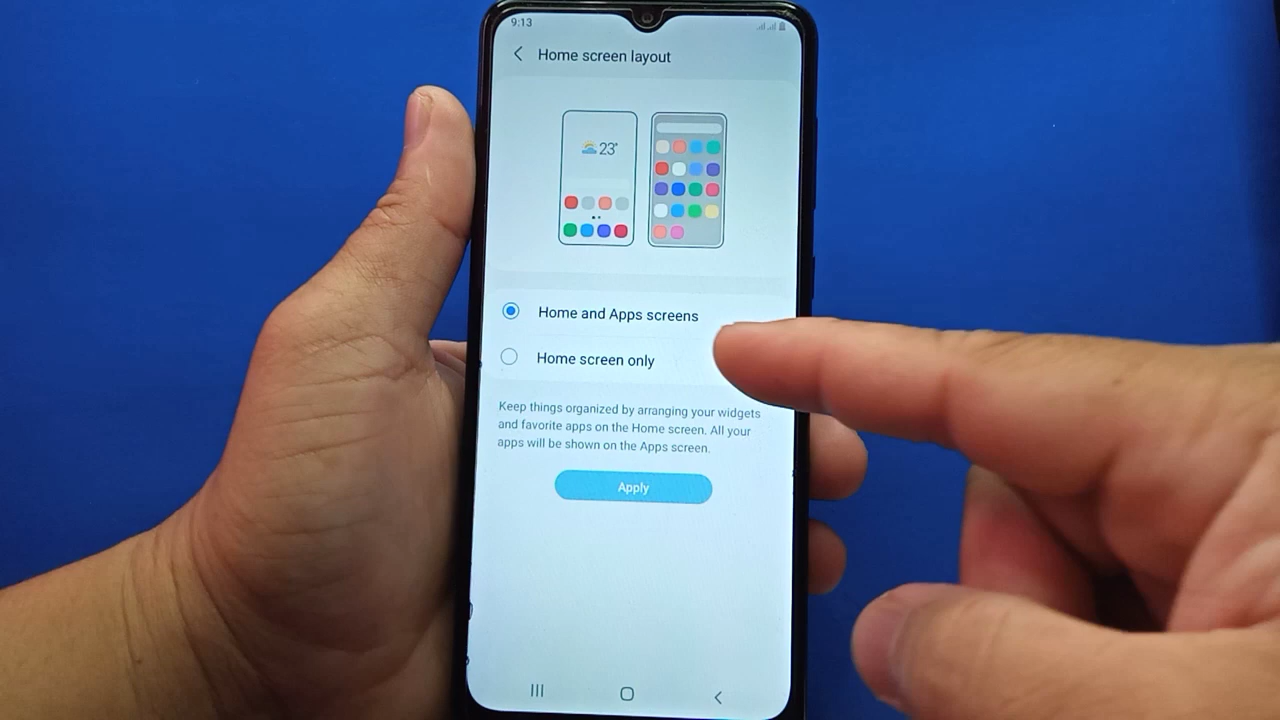 9:13
Home screen layout
23°
Home and Apps screens
Home screen only
Keep things organized by arranging your widgets
and favorite apps on the Home screen. All your
apps will be shown on the Apps screen.
Apply